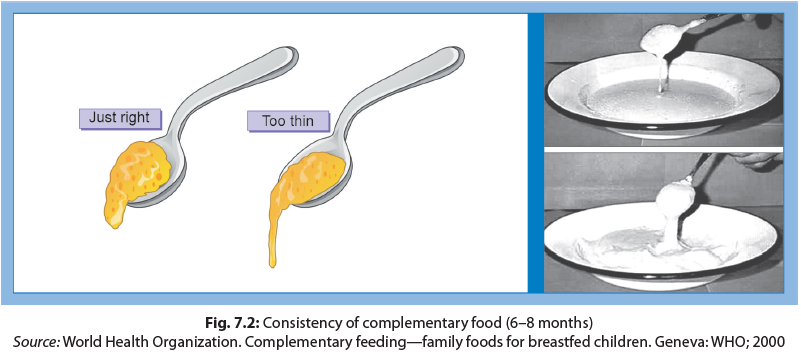 Just right
Too thin
Fig. 7.2: Consistency of complementary food (6–8 months)
Source: World Health Organization. Complementary feeding—family foods for breastfed children. Geneva: WHO; 2000